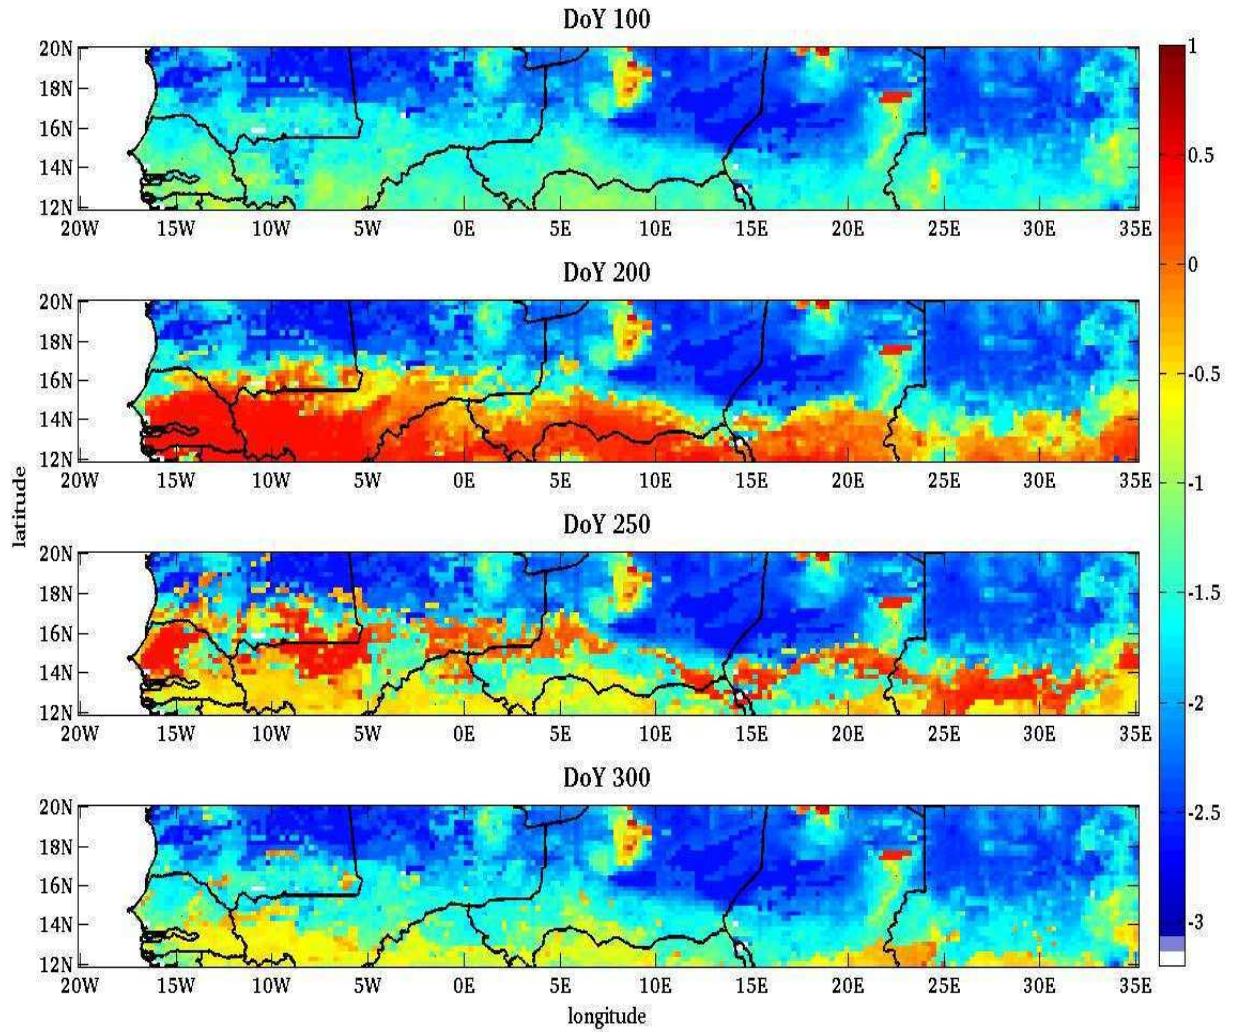 DoY 100
20N
18N
16N
14N
12N
20W 15W 10W 5W 0E 5E 10E 15E 20E 25E 30E 35E
DoY 200
20N
18N
16N
14N
12N
20W 15W 10W 5W 0E 5E 10E 15E 20E 25E 30E 35E
DoY 250
20N
18N
16N
14N
12N
20W 15W 10W 5W 0E 5E 10E 15E 20E 25E 30E 35E
DoY 300
20N
18N
16N
14N
12N
20W 15W 10W 5W 0E 5E 10E 15E 20E 25E 30E 35E
longitude
latitude
1
0.5
0
-0.5
-1
-1.5
-2
-2.5
-3